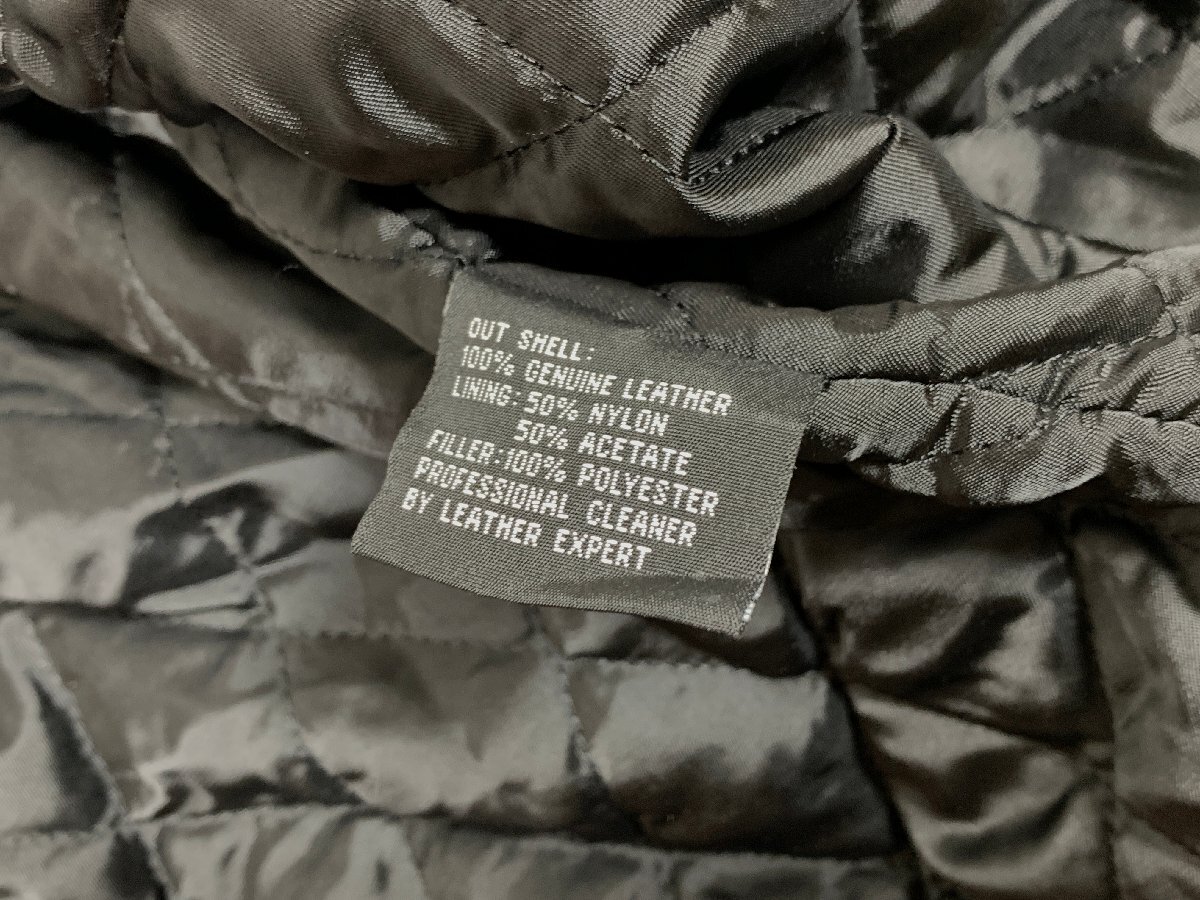 OUT SHELL:
100% GENUINE LEATHER
LINING: 50% NYLON
50% ACETATE
FILLER: 100% POLYESTER
PROFESSIONAL CLEANER
BY LEATHER EXPERT